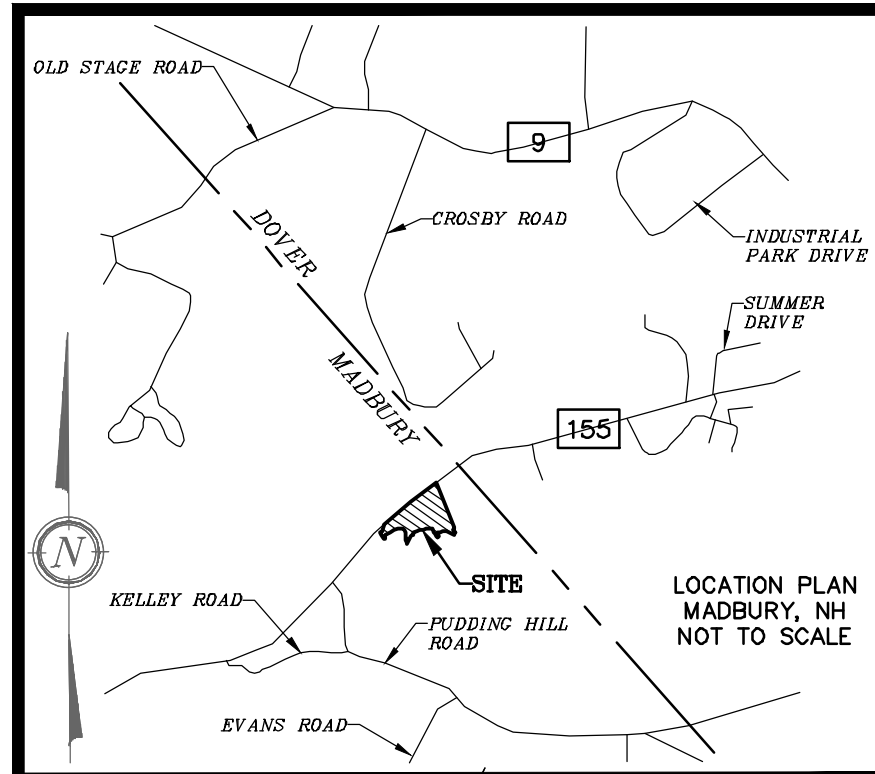 OLD STAGE ROAD
9
DOVER
CROSBY ROAD
INDUSTRIAL
PARK DRIVE
SUMMER
DRIVE
MADBURY
155
N
SITE
LOCATION PLAN
MADBURY, NH
NOT TO SCALE
KELLEY ROAD
PUDDING HILL
ROAD
EVANS ROAD